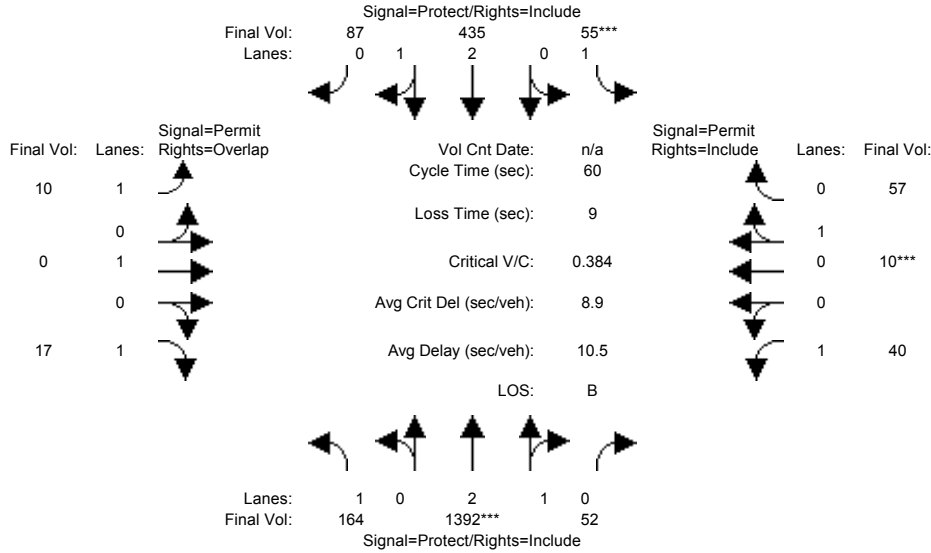 Signal=Protect/Rights=Include
Final Vol: 87 435 55***
Lanes: 0 1 2 0 1
Signal=Permit
Final Vol: Lanes: Rights=Overlap
Vol Cnt Date: n/a
Signal=Permit
Rights=Include Lanes: Final Vol:
Cycle Time (sec): 60
10 1
0 57
Loss Time (sec): 9
0
1
0 1
Critical V/C: 0.384
0 10***
0
Avg Crit Del (sec/veh): 8.9
0
17 1
Avg Delay (sec/veh): 10.5
1 40
LOS: B
Lanes: 1 0 2 1 0
Final Vol: 164 1392*** 52
Signal=Protect/Rights=Include